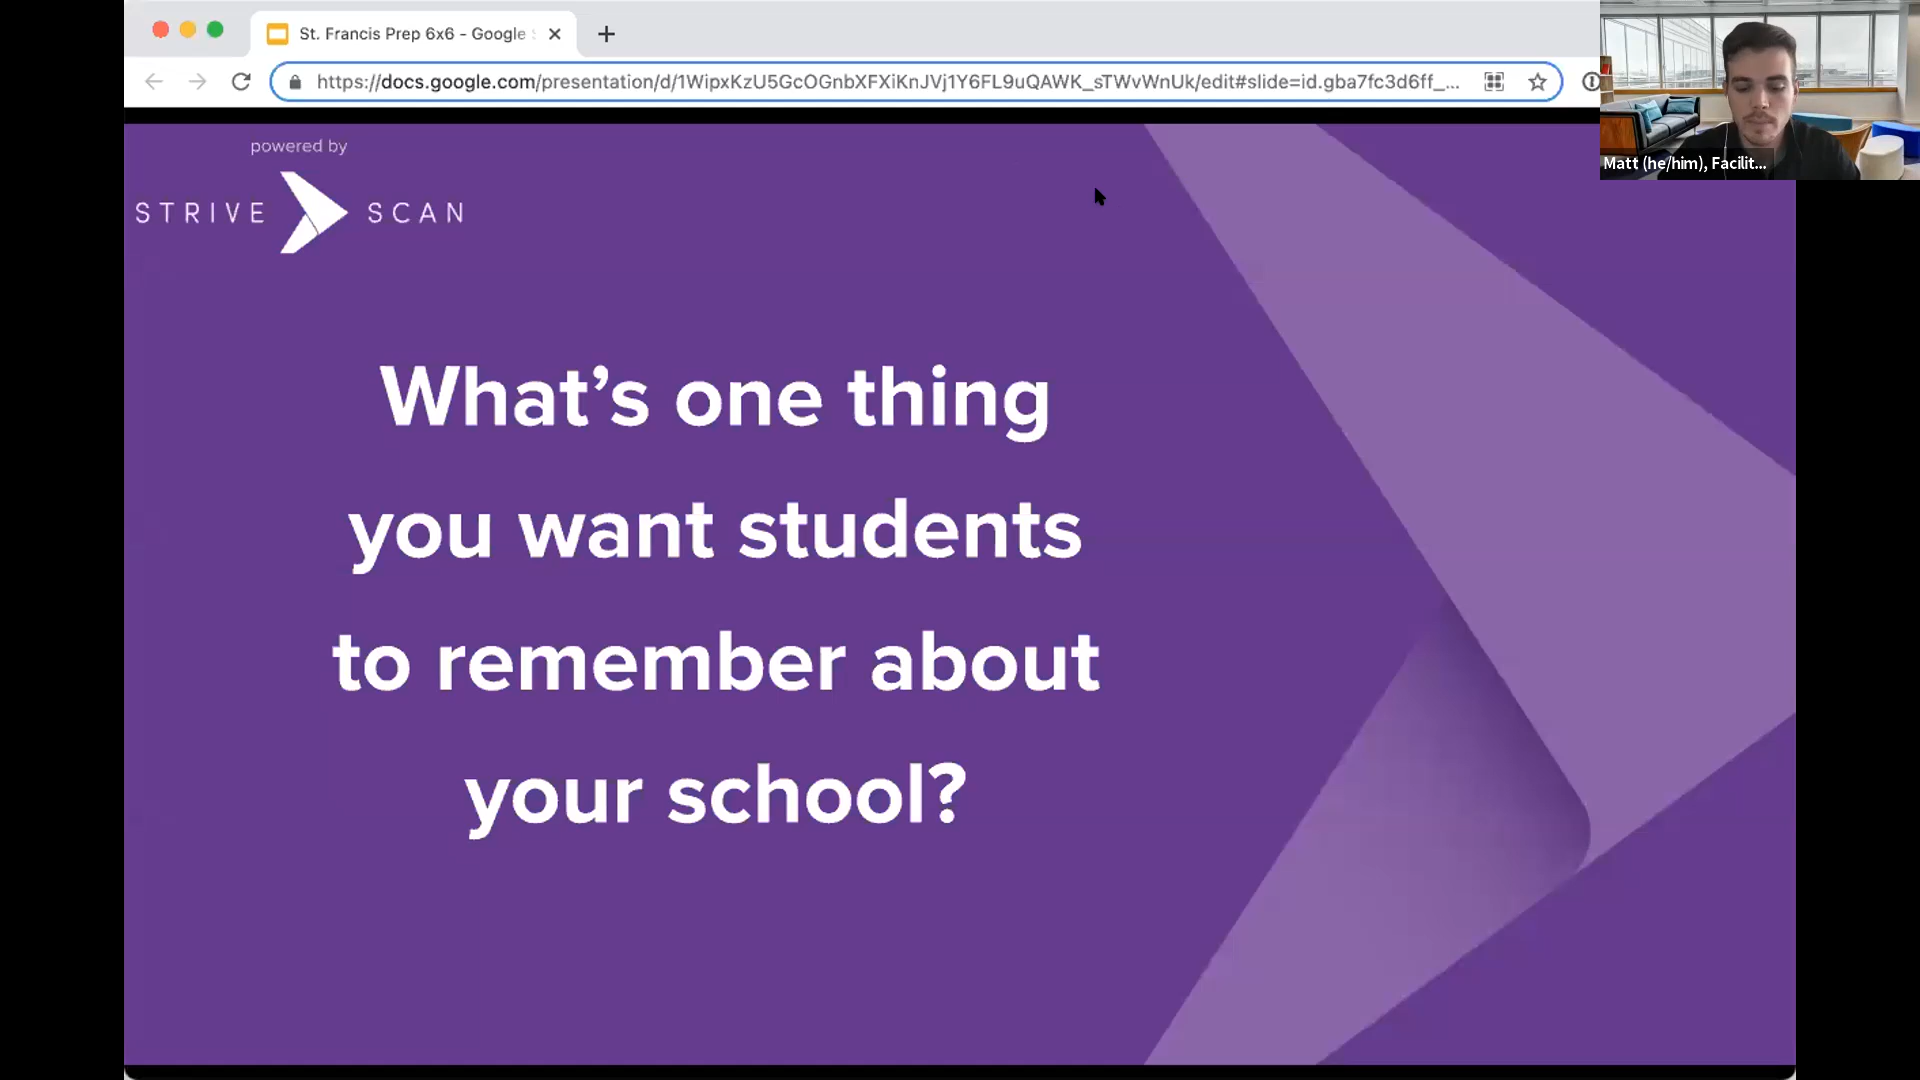 St. Francis Prep 6x6 - Google
https://docs.google.com/presentation/d/1WipxKzU5GcOGnbXFXiKnJVj1Y6FL9uQAWK_sTWvWnUk/edit#slide=id.gba7fc3d6ff_...
Matt (he/him), Facilit...
powered by
STRIVE SCAN
What’s one thing
you want students
to remember about
your school?